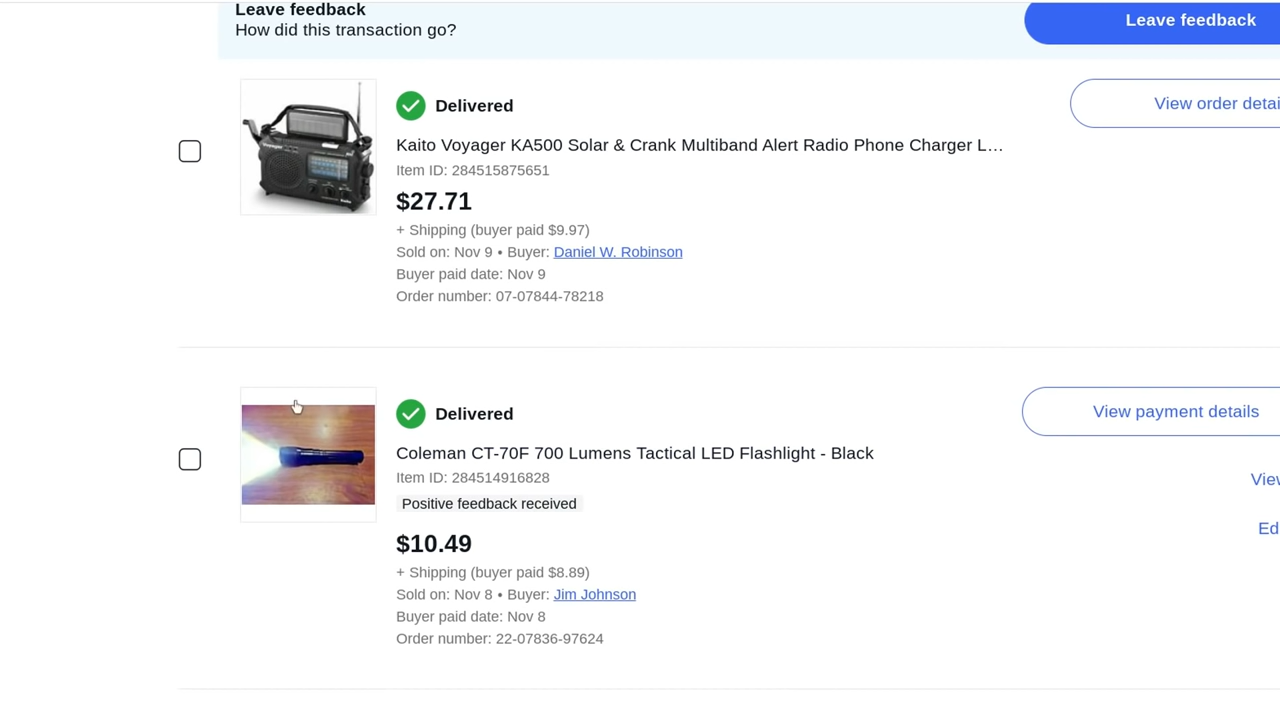 Leave feedback
How did this transaction go?
Leave feedback
Delivered
View order detai
Kaito Voyager KA500 Solar & Crank Multiband Alert Radio Phone Charger L…
Item ID: 284515875651
$27.71
+ Shipping (buyer paid $9.97)
Sold on: Nov 9 • Buyer: Daniel W. Robinson
Buyer paid date: Nov 9
Order number: 07-07844-78218
Delivered
View payment details
Coleman CT-70F 700 Lumens Tactical LED Flashlight - Black
Item ID: 284514916828
View
Positive feedback received
Ed
$10.49
+ Shipping (buyer paid $8.89)
Sold on: Nov 8 • Buyer: Jim Johnson
Buyer paid date: Nov 8
Order number: 22-07836-97624